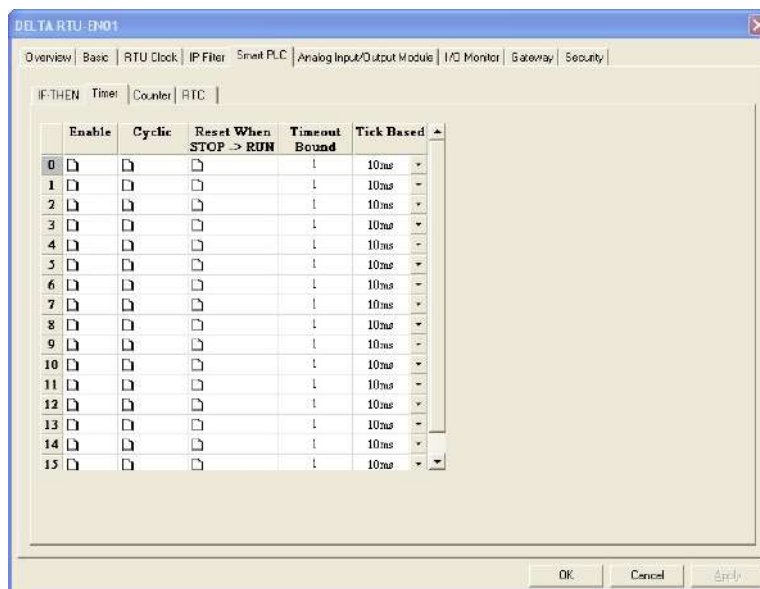 DELTA RTU-EN01
Overview Basic RTU Clock IP Filter Smart PLC Analog Input/Output Module I/O Monitor Gateway Security
IF-THEN Timer Counter RTC
Enable Cyclic Reset When STOP -> RUN Timeout Bound Tick Based
0 1 10ms
1 1 10ms
2 1 10ms
3 1 10ms
4 1 10ms
5 1 10ms
6 1 10ms
7 1 10ms
8 1 10ms
9 1 10ms
10 1 10ms
11 1 10ms
12 1 10ms
13 1 10ms
14 1 10ms
15 1 10ms
OK Cancel Apply